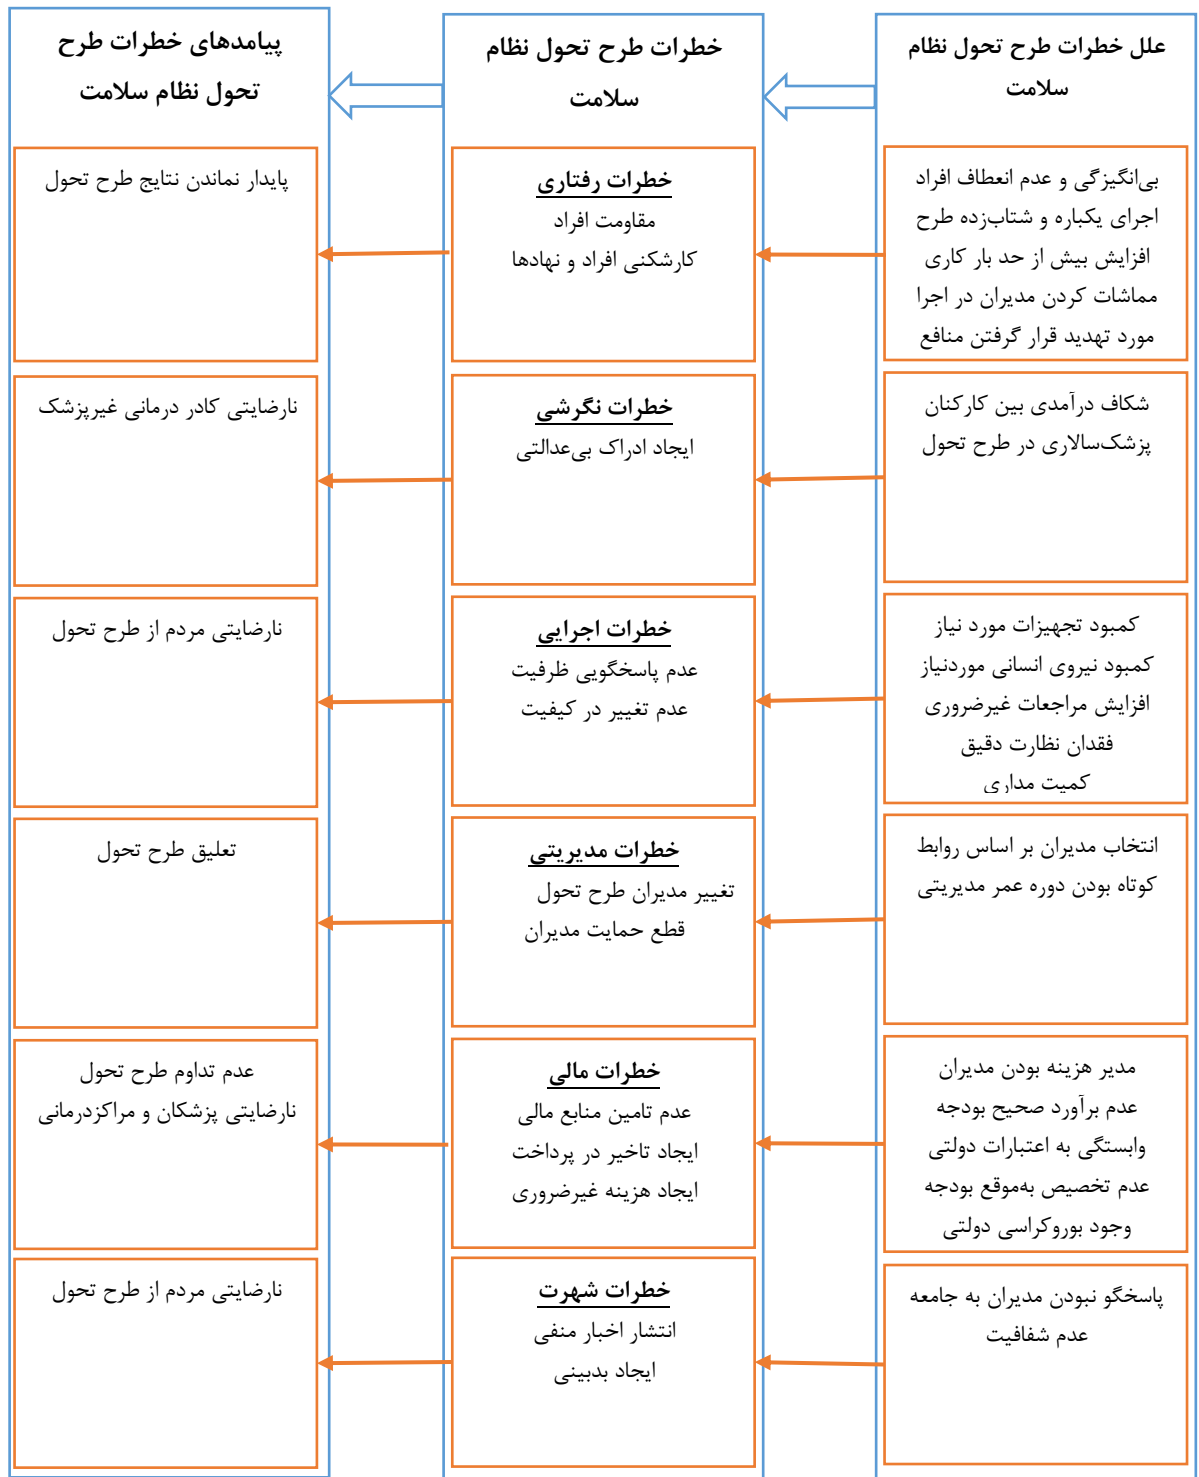 علل خطرات طرح تحول نظام
سلامت
بی‌انگیزگی و عدم انعطاف افراد
اجرای یکباره و شتاب‌زده طرح
افزایش بیش از حد بار کاری
مماشات کردن مدیران در اجرا
مورد تهدید قرار گرفتن منافع
شکاف درآمدی بین کارکنان
پزشک‌سالاری در طرح تحول
کمبود تجهیزات مورد نیاز
کمبود نیروی انسانی موردنیاز
افزایش مراجعات غیرضروری
فقدان نظارت دقیق
کمیت مداری
انتخاب مدیران بر اساس روابط
کوتاه بودن دوره عمر مدیریتی
مدیر هزینه بودن مدیران
عدم برآورد صحیح بودجه
وابستگی به اعتبارات دولتی
عدم تخصیص به‌موقع بودجه
وجود بوروکراسی دولتی
پاسخگو نبودن مدیران به جامعه
عدم شفافیت
خطرات طرح تحول نظام
سلامت
خطرات رفتاری
مقاومت افراد
کارشکنی افراد و نهادها
خطرات نگرشی
ایجاد ادراک بی‌عدالتی
خطرات اجرایی
عدم پاسخگویی ظرفیت
عدم تغییر در کیفیت
خطرات مدیریتی
تغییر مدیران طرح تحول
قطع حمایت مدیران
خطرات مالی
عدم تامین منابع مالی
ایجاد تاخیر در پرداخت
ایجاد هزینه غیرضروری
خطرات شهرت
انتشار اخبار منفی
ایجاد بدبینی
پیامدهای خطرات طرح
تحول نظام سلامت
پایدار نماندن نتایج طرح تحول
نارضایتی کادر درمانی غیرپزشک
نارضایتی مردم از طرح تحول
تعلیق طرح تحول
عدم تداوم طرح تحول
نارضایتی پزشکان و مراکزدرمانی
نارضایتی مردم از طرح تحول